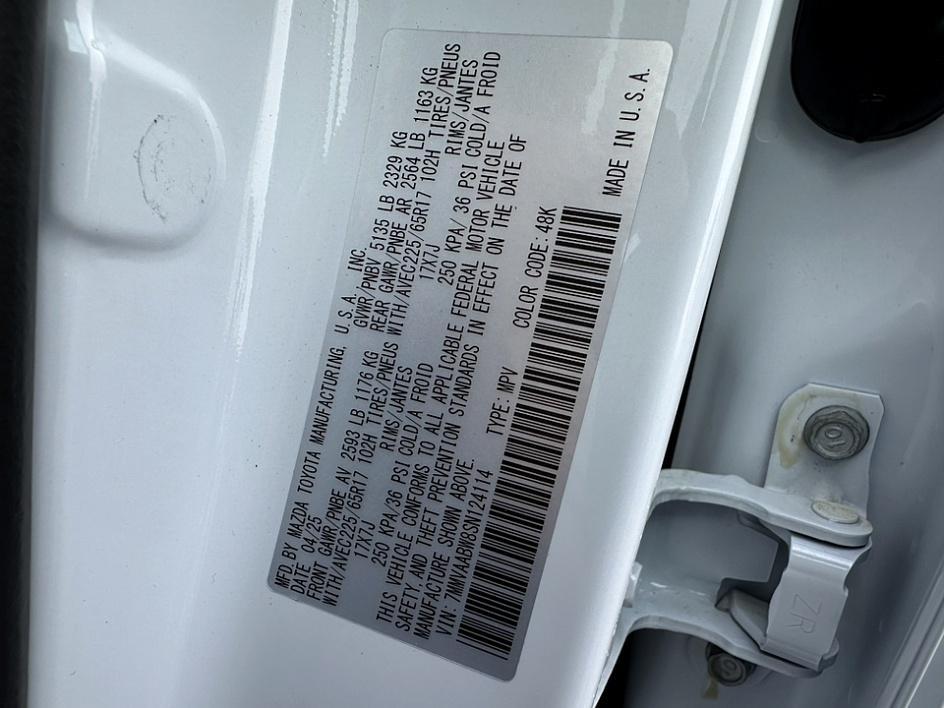 MFD. BY MAZDA TOYOTA MANUFACTURING, U.S.A. INC.
DATE 04/25 GVWR/PNBV 5135 LB 2329 KG
FRONT GAWR/PNBE AV 2593 LB 1176 KG REAR GAWR/PNBE AR 2564 LB 1163 KG
WITH/AVEC225/65R17 102H TIRES/PNEUS WITH/AVEC225/65R17 102H TIRES/PNEUS
17X7J RIMS/JANTES 17X7J RIMS/JANTES
250 KPA/36 PSI COLD/A FROID 250 KPA/36 PSI COLD/A FROID
THIS VEHICLE CONFORMS TO ALL APPLICABLE FEDERAL MOTOR VEHICLE
SAFETY AND THEFT PREVENTION STANDARDS IN EFFECT ON THE DATE OF
MANUFACTURE SHOWN ABOVE.
VIN: 7MMVAABW8SN124114 TYPE: MPV COLOR CODE: 48K
MADE IN U.S.A.
ZR